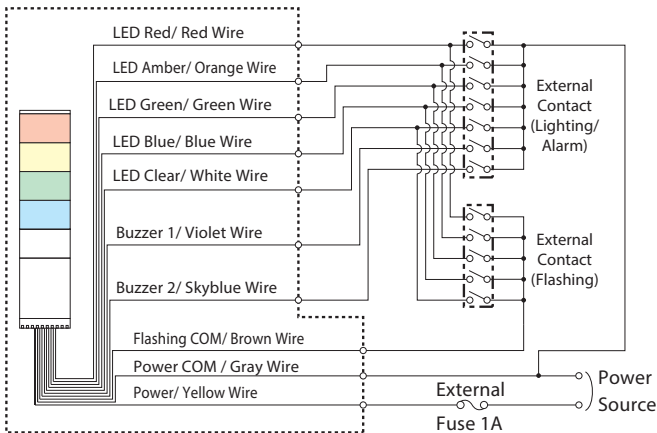 LED Red/ Red Wire
LED Amber/ Orange Wire
LED Green/ Green Wire
LED Blue/ Blue Wire
LED Clear/ White Wire
Buzzer 1/ Violet Wire
Buzzer 2/ Skyblue Wire
Flashing COM/ Brown Wire
Power COM / Gray Wire
Power/ Yellow Wire
External
Contact
(Lighting/
Alarm)
External
Contact
(Flashing)
External
Fuse 1A
Power
Source